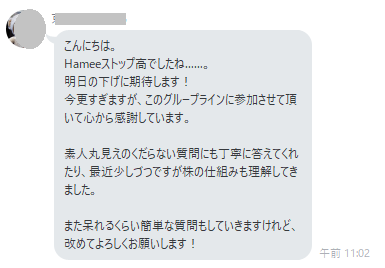 こんにちは。
Hameeストップ高でしたね……。
明日の下げに期待します！
今更すぎますが、このグループラインに参加させて頂
いて心から感謝しています。
素人丸見えのくだらない質問にも丁寧に答えてくれ
たり、最近少しづつですが株の仕組みも理解してき
ました。
また呆れるくらい簡単な質問もしていきますけれど、
改めてよろしくお願いします！
午前 11:02